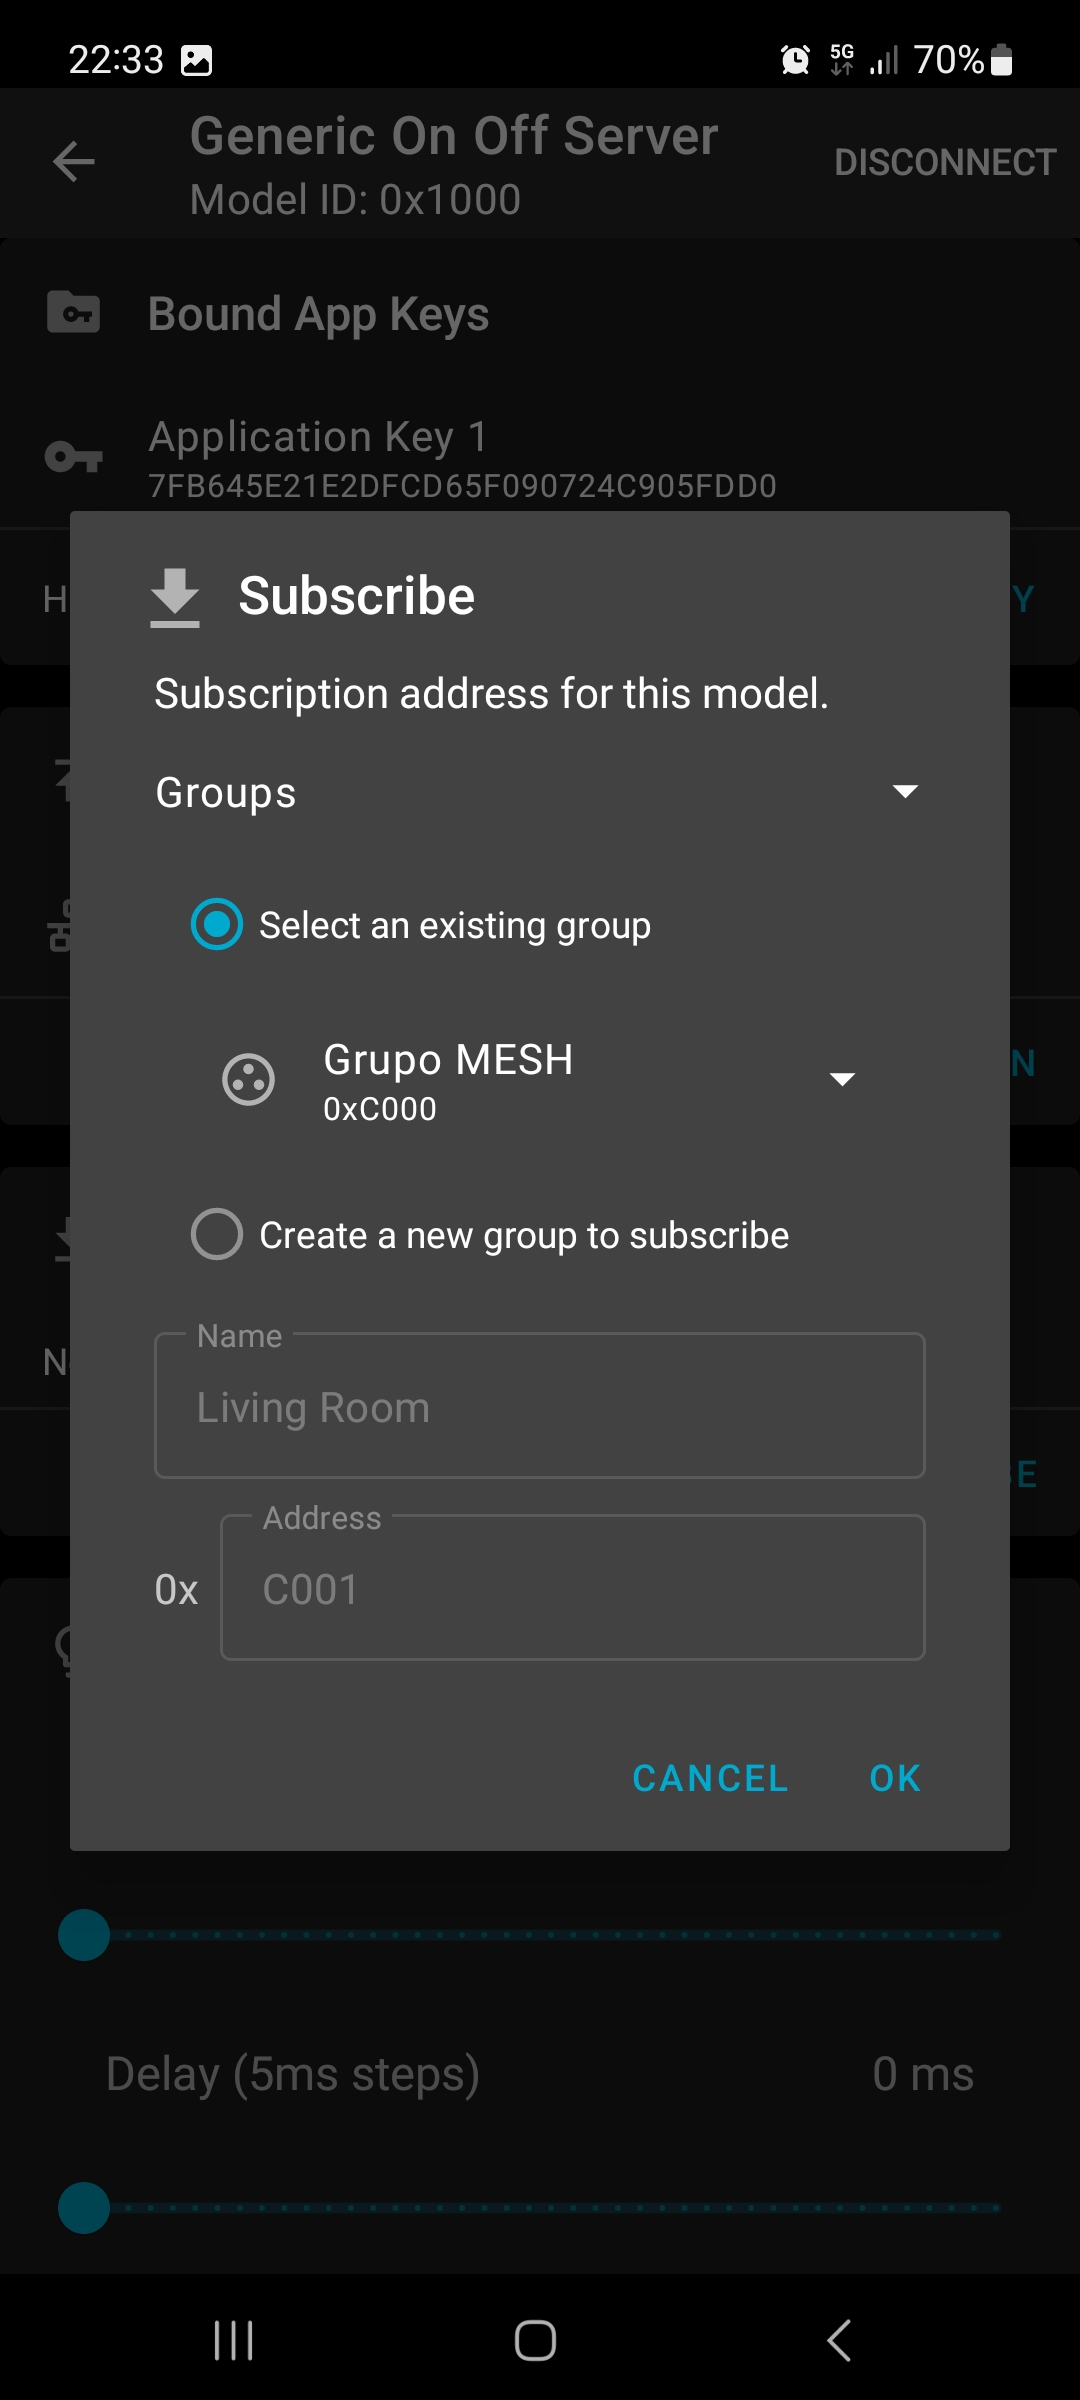 22:33
5G
70%
Generic On Off Server
DISCONNECT
Model ID: 0x1000
Bound App Keys
Application Key 1
7FB645E21E2DFCD65F090724C905FDD0
H
Y
Subscribe
Subscription address for this model.
Groups
Select an existing group
N
Grupo MESH
0xC000
Create a new group to subscribe
Name
N
Living Room
E
Address
0x
C001
CANCEL
OK
Delay (5ms steps)
0 ms